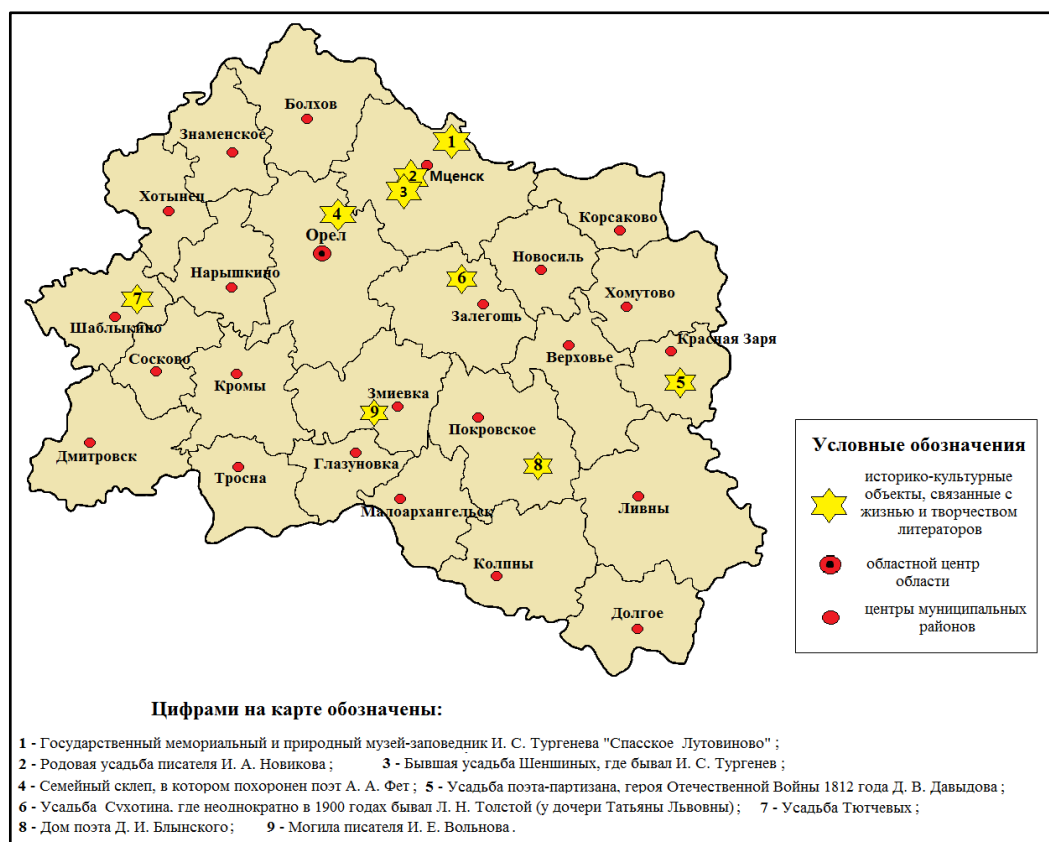 Болхов
1
Знаменское
2
Мценск
3
Хотынец
4
Корсаково
Орел
Новосиль
Нарышкино
6
7
Хомутово
Залегощь
Шаблыкино
Красная Заря
Сосково
Верховье
Кромы
5
Змиевка
9
Покровское
Дмитровск
Глазуновка
8
Тросна
Малоархангельск
Ливны
Колпны
Долгое
Условные обозначения
историко-культурные
объекты, связанные с
жизнью и творчеством
литераторов
областной центр
области
центры муниципальных
районов
Цифрами на карте обозначены:
1 - Государственный мемориальный и природный музей-заповедник И. С. Тургенева "Спасское Лутовиново" ;
2 - Родовая усадьба писателя И. А. Новикова ; 3 - Бывшая усадьба Шеншиных, где бывал И. С. Тургенев ;
4 - Семейный склеп, в котором похоронен поэт А. А. Фет ; 5 - Усадьба поэта-партизана, героя Отечественной Войны 1812 года Д. В. Давыдова ;
6 - Усадьба Сухотина, где неоднократно в 1900 годах бывал Л. Н. Толстой (у дочери Татьяны Львовны) ; 7 - Усадьба Тютчевых ;
8 - Дом поэта Д. И. Блынского ; 9 - Могила писателя И. Е. Вольнова .